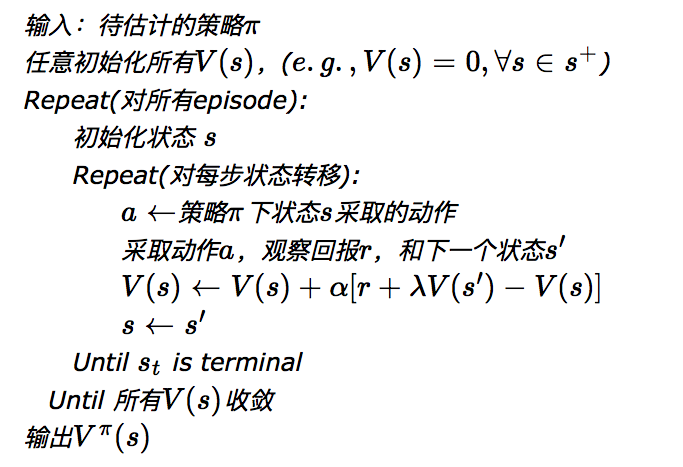 输入：待估计的策略π
任意初始化所有V(s)，(e.g.,V(s)=0,∀s∈s⁺)
Repeat(对所有episode):
初始化状态 s
Repeat(对每步状态转移):
a←策略π下状态s采取的动作
采取动作a，观察回报r，和下一个状态s′
V(s)←V(s)+α[r+λV(s′)−V(s)]
s←s′
Until sₜ is terminal
Until 所有V(s)收敛
输出V^π(s)